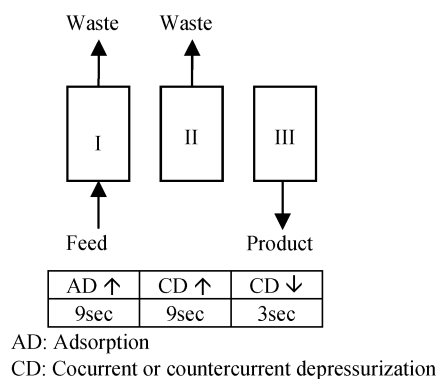 Waste Waste
I II III
Feed Product
AD ↑ CD ↑ CD ↓
9sec 9sec 3sec
AD: Adsorption
CD: Cocurrent or countercurrent depressurization